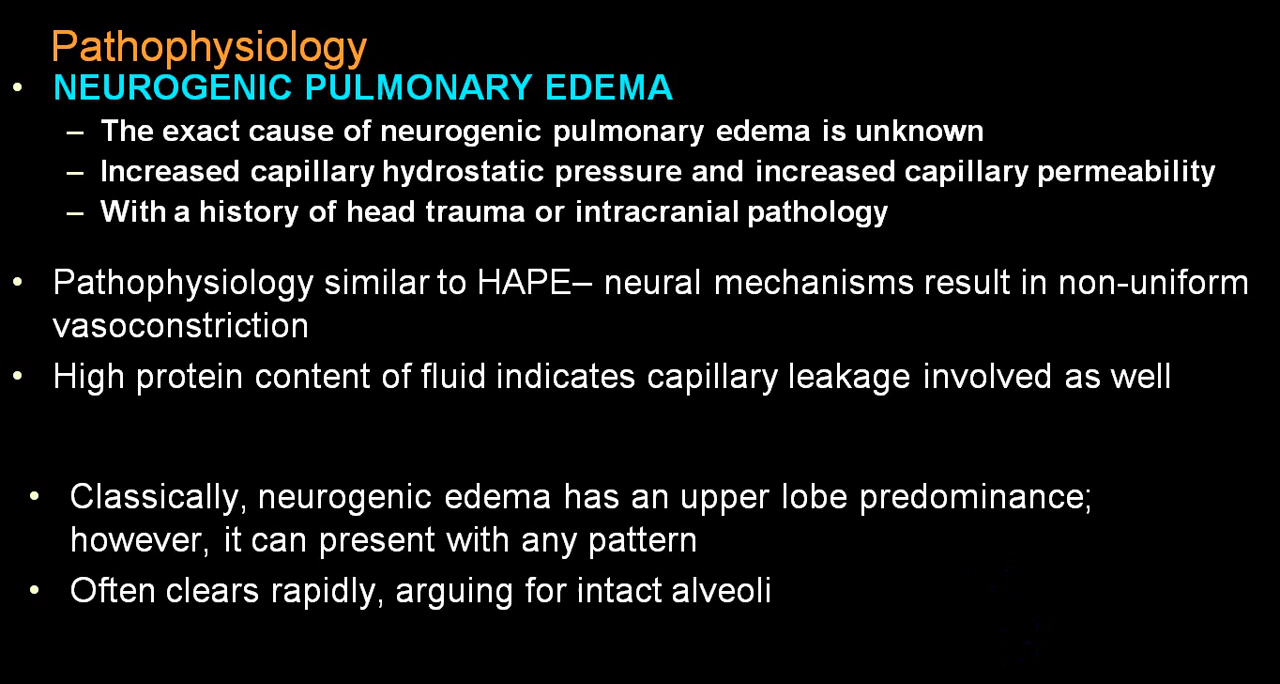 Pathophysiology
• NEUROGENIC PULMONARY EDEMA
– The exact cause of neurogenic pulmonary edema is unknown
– Increased capillary hydrostatic pressure and increased capillary permeability
– With a history of head trauma or intracranial pathology
• Pathophysiology similar to HAPE– neural mechanisms result in non-uniform
vasoconstriction
• High protein content of fluid indicates capillary leakage involved as well
• Classically, neurogenic edema has an upper lobe predominance;
however, it can present with any pattern
• Often clears rapidly, arguing for intact alveoli